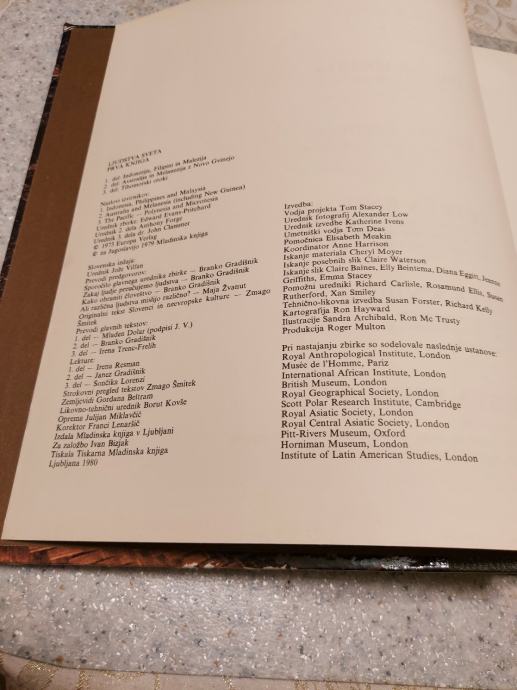 LJUDSTVA SVETA
PRVA KNJIGA
1. del Indonezija, Filipini in Malezija
2. del Avstralija in Melanezija z Novo Gvinejo
3. del Tihomorski otoki
Naslov izvirnikov:
1. Indonesia, Philippines and Malaysia
2. Australia and Melanesia (including New Guinea)
3. The Pacific — Polynesia and Micronesia
Urednik zbirke: Edward Evans-Pritchard
Urednik 2. dela Anthony Forge
Urednik 3. dela dr. John Clammer
© 1973 Europa Verlag
© za Jugoslavijo 1979 Mladinska knjiga
Slovenska izdaja:
Urednik Jože Vilfan
Prevodi predgovorov:
Sporočilo glavnega urednika zbirke — Branko Gradišnik
Zakaj ljudje preučujemo ljudstva — Branko Gradišnik
Kako ohraniti človeštvo — Branko Gradišnik
Ali različna ljudstva mislijo različno? — Maja Žvanut
Originalni tekst Slovenci in neevropske kulture — Zmago
Šmitek
Prevodi glavnih tekstov:
1. del — Mladen Dolar (podpisi J. V.)
2. del — Branko Gradišnik
3. del — Irena Trenc-Frelih
Lekture:
1. del — Irena Resman
2. del — Janez Gradišnik
3. del — Sončika Lorenzi
Strokovni pregled tekstov Zmago Šmitek
Zemljevidi Gordana Beltram
Likovno-tehnični urednik Borut Kovše
Oprema Julijan Miklavčič
Korektor Franci Lenaršič
Izdala Mladinska knjiga v Ljubljani
Za založbo Ivan Bizjak
Tiskala Tiskarna Mladinska knjiga
Ljubljana 1980
Izvedba:
Vodja projekta Tom Stacey
Urednik fotografij Alexander Low
Urednik izvedbe Katherine Ivens
Umetniški vodja Tom Deas
Pomočnica Elisabeth Meakin
Koordinator Anne Harrison
Iskanje materiala Cheryl Moyer
Iskanje posebnih slik Claire Waterson
Iskanje slik Claire Baines, Elly Beintema, Diana Eggitt,
Griffiths, Emma Stacey
Pomožni uredniki Richard Carlisle, Rosamund Ellis, Susan
Rutherford, Xan Smiley
Tehnično-likovna izvedba Susan Forster, Richard Kelly
Kartografija Ron Hayward
Ilustracije Sandra Archibald, Ron Mc Trusty
Produkcija Roger Multon
Pri nastajanju zbirke so sodelovale naslednje ustanove:
Royal Anthropological Institute, London
Musée de l'Homme, Pariz
International African Institute, London
British Museum, London
Royal Geographical Society, London
Scott Polar Research Institute, Cambridge
Royal Asiatic Society, London
Royal Central Asiatic Society, London
Pitt-Rivers Museum, Oxford
Horniman Museum, London
Institute of Latin American Studies, London